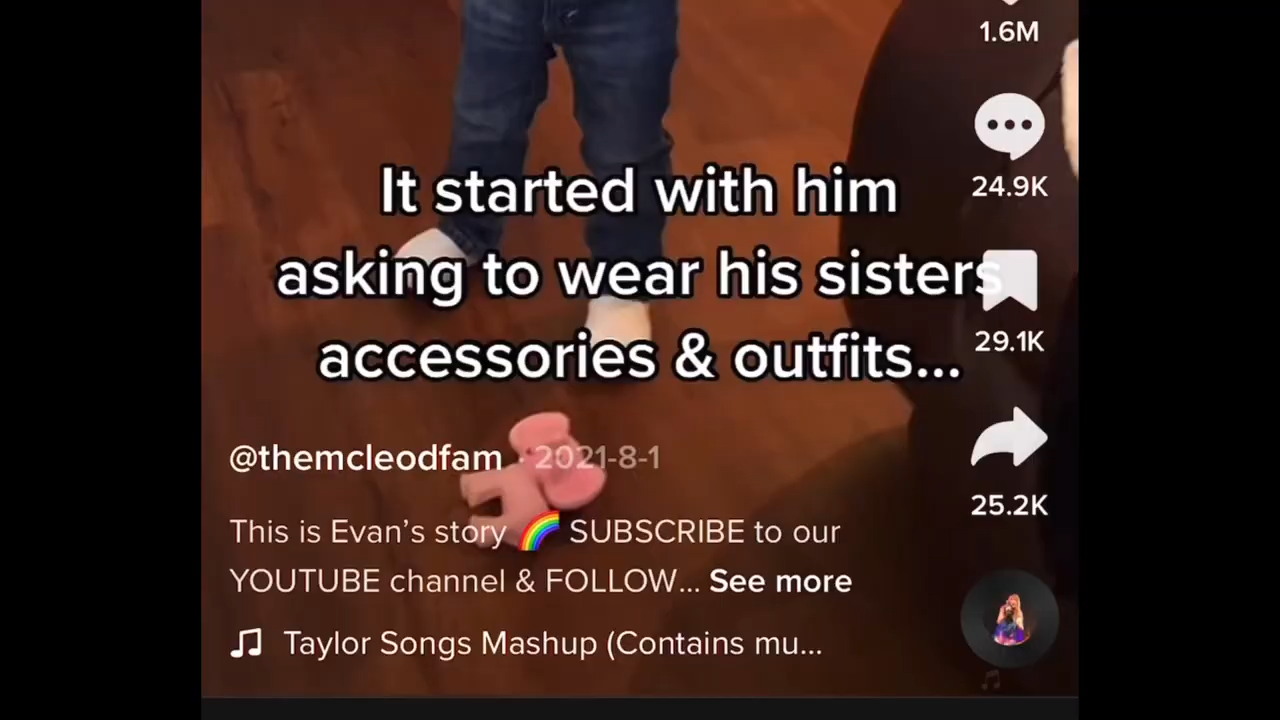 1.6M
24.9K
It started with him
asking to wear his sisters
accessories & outfits...
29.1K
25.2K
@themcleodfam · 2021-8-1
This is Evan’s story 🌈 SUBSCRIBE to our
YOUTUBE channel & FOLLOW... See more
Taylor Songs Mashup (Contains mu...